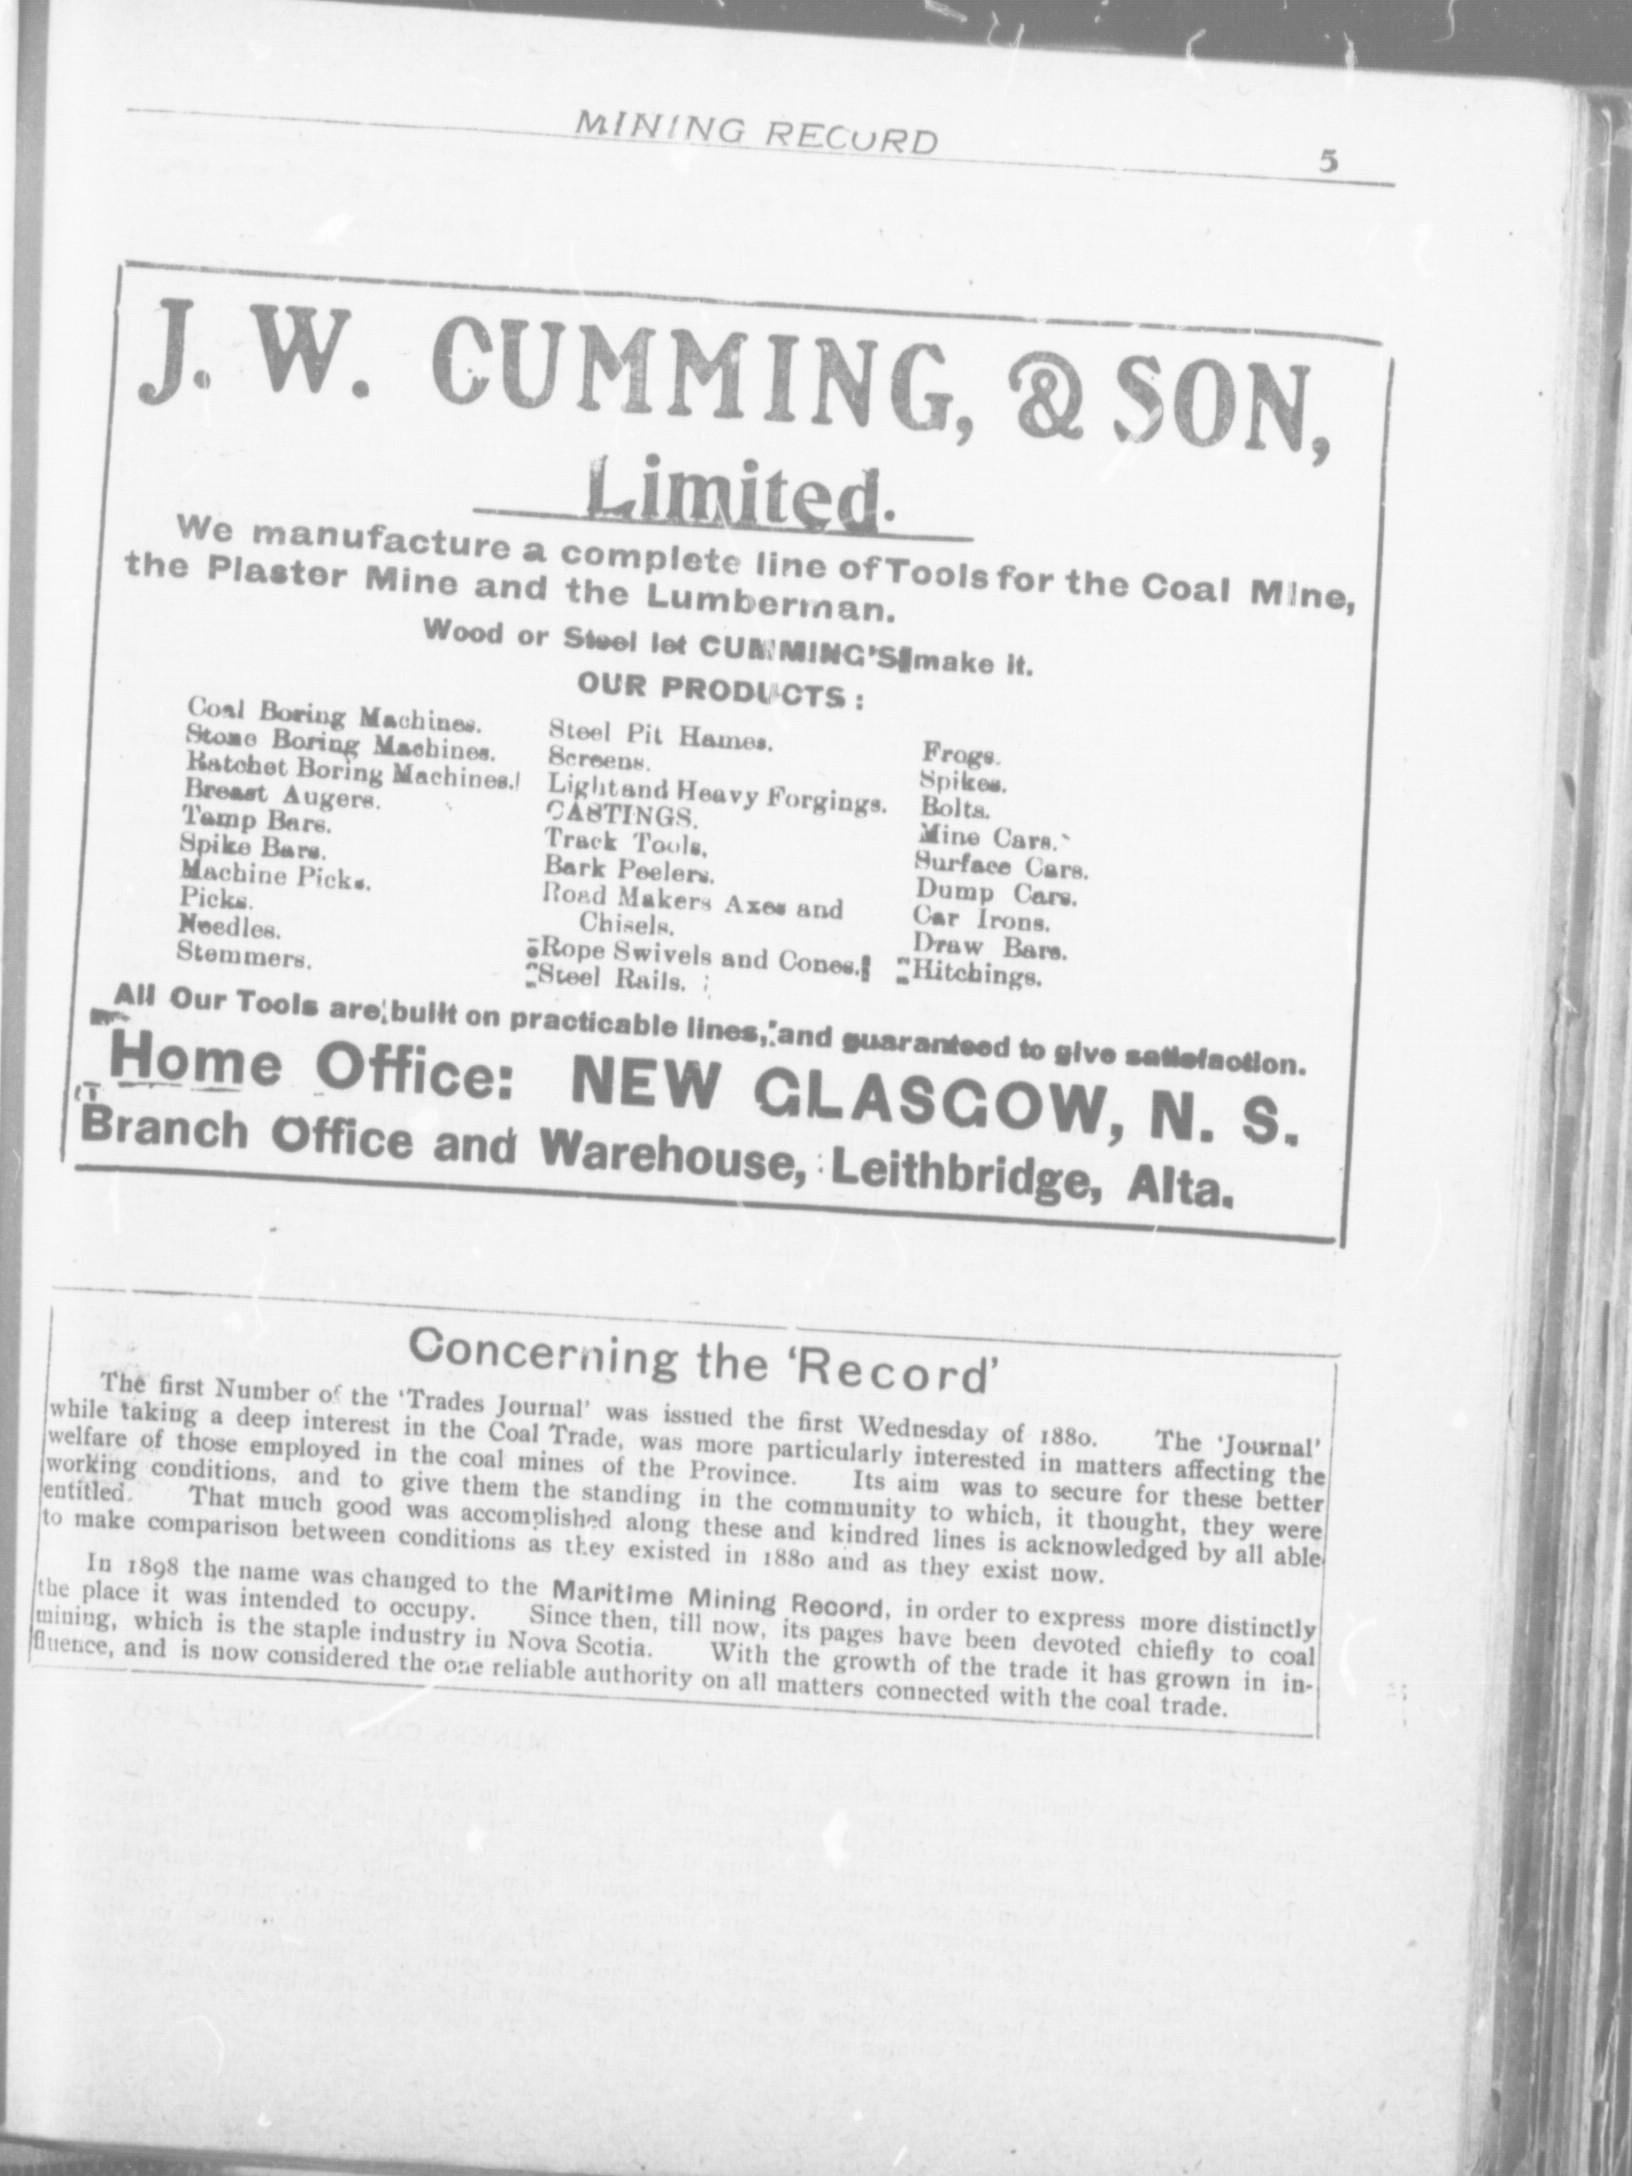 MINING RECORD
5
J. W. CUMMING, & SON,
Limited.
We manufacture a complete line of Tools for the Coal Mine,
the Plaster Mine and the Lumberman.
Wood or Steel let CUMMING'S make it.
OUR PRODUCTS:
Coal Boring Machines.
Stone Boring Machines.
Ratchet Boring Machines.
Breast Augers.
Tamp Bars.
Spike Bars.
Machine Picks.
Picks.
Needles.
Stemmers.
Steel Pit Hames.
Screens.
Light and Heavy Forgings.
CASTINGS.
Track Tools.
Bark Peelers.
Road Makers Axes and
Chisels.
Rope Swivels and Cones.
Steel Rails.
Frogs.
Spikes.
Bolts.
Mine Cars.
Surface Cars.
Dump Cars.
Car Irons.
Draw Bars.
Hitchings.
All Our Tools are built on practicable lines, and guaranteed to give satisfaction.
Home Office: NEW GLASGOW, N. S.
Branch Office and Warehouse, Leithbridge, Alta.
Concerning the 'Record'
The first Number of the 'Trades Journal' was issued the first Wednesday of 1880. The 'Journal'
while taking a deep interest in the Coal Trade, was more particularly interested in matters affecting the
welfare of those employed in the coal mines of the Province. Its aim was to secure for these better
working conditions, and to give them the standing in the community to which, it thought, they were
entitled. That much good was accomplished along these and kindred lines is acknowledged by all able
to make comparison between conditions as they existed in 1880 and as they exist now.
In 1898 the name was changed to the Maritime Mining Record, in order to express more distinctly
the place it was intended to occupy. Since then, till now, its pages have been devoted chiefly to coal
mining, which is the staple industry in Nova Scotia. With the growth of the trade it has grown in in-
fluence, and is now considered the one reliable authority on all matters connected with the coal trade.